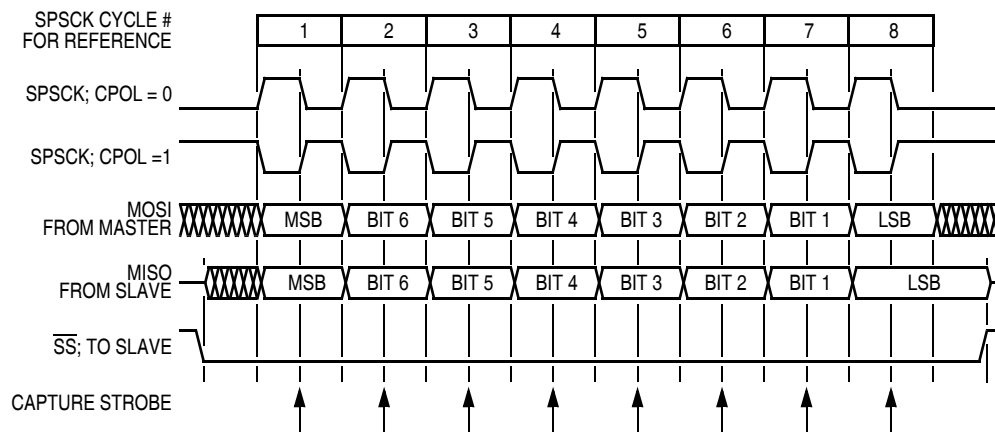 SPSCK CYCLE #
FOR REFERENCE
1 2 3 4 5 6 7 8
SPSCK; CPOL = 0
SPSCK; CPOL =1
MOSI
FROM MASTER
MSB BIT 6 BIT 5 BIT 4 BIT 3 BIT 2 BIT 1 LSB
MISO
FROM SLAVE
MSB BIT 6 BIT 5 BIT 4 BIT 3 BIT 2 BIT 1 LSB
S̅S̅; TO SLAVE
CAPTURE STROBE